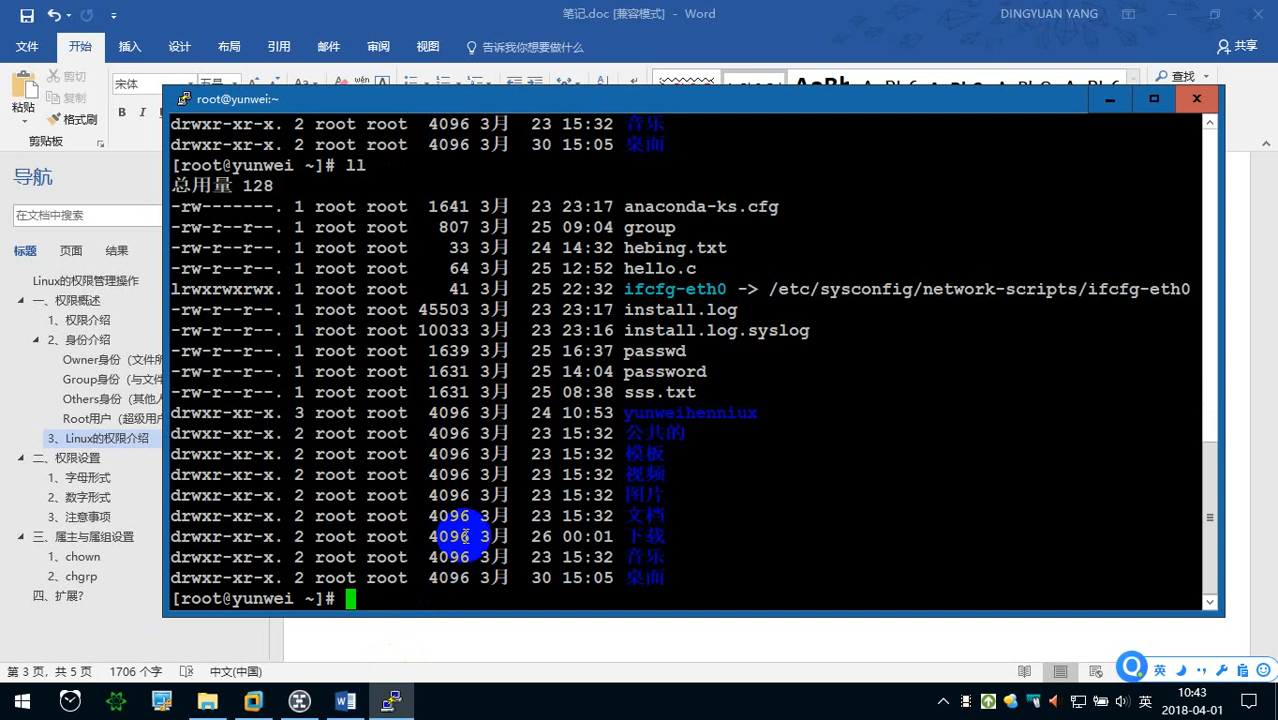 笔记.doc [兼容模式] - Word
DINGYUAN YANG
文件 开始 插入 设计 布局 引用 邮件 审阅 视图 告诉我你想要做什么 共享
剪切
复制
粘贴
格式刷
剪贴板
宋体 五号
查找
导航
在文档中搜索
标题 页面 结果
Linux的权限管理操作
一、权限概述
1、权限介绍
2、身份介绍
Owner身份（文件所
Group身份（与文件
Others身份（其他人
Root用户（超级用户
3、Linux的权限介绍
二、权限设置
1、字母形式
2、数字形式
3、注意事项
三、属主与属组设置
1、chown
2、chgrp
四、扩展?
root@yunwei:~
drwxr-xr-x. 2 root root 4096 3月 23 15:32 音乐
drwxr-xr-x. 2 root root 4096 3月 30 15:05 桌面
[root@yunwei ~]# ll
总用量 128
-rw-------. 1 root root 1641 3月 23 23:17 anaconda-ks.cfg
-rw-r--r--. 1 root root 807 3月 25 09:04 group
-rw-r--r--. 1 root root 33 3月 24 14:32 hebing.txt
-rw-r--r--. 1 root root 64 3月 25 12:52 hello.c
lrwxrwxrwx. 1 root root 41 3月 25 22:32 ifcfg-eth0 -> /etc/sysconfig/network-scripts/ifcfg-eth0
-rw-r--r--. 1 root root 45503 3月 23 23:17 install.log
-rw-r--r--. 1 root root 10033 3月 23 23:16 install.log.syslog
-rw-r--r--. 1 root root 1639 3月 25 16:37 passwd
-rw-r--r--. 1 root root 1631 3月 25 14:04 password
-rw-r--r--. 1 root root 1631 3月 25 08:38 sss.txt
drwxr-xr-x. 3 root root 4096 3月 24 10:53 yunweihenniux
drwxr-xr-x. 2 root root 4096 3月 23 15:32 公共的
drwxr-xr-x. 2 root root 4096 3月 23 15:32 模板
drwxr-xr-x. 2 root root 4096 3月 23 15:32 视频
drwxr-xr-x. 2 root root 4096 3月 23 15:32 图片
drwxr-xr-x. 2 root root 4096 3月 23 15:32 文档
drwxr-xr-x. 2 root root 4096 3月 26 00:01 下载
drwxr-xr-x. 2 root root 4096 3月 23 15:32 音乐
drwxr-xr-x. 2 root root 4096 3月 30 15:05 桌面
[root@yunwei ~]#
第 3 页，共 5 页 1706 个字 中文(中国)
英
英
10:43
2018-04-01